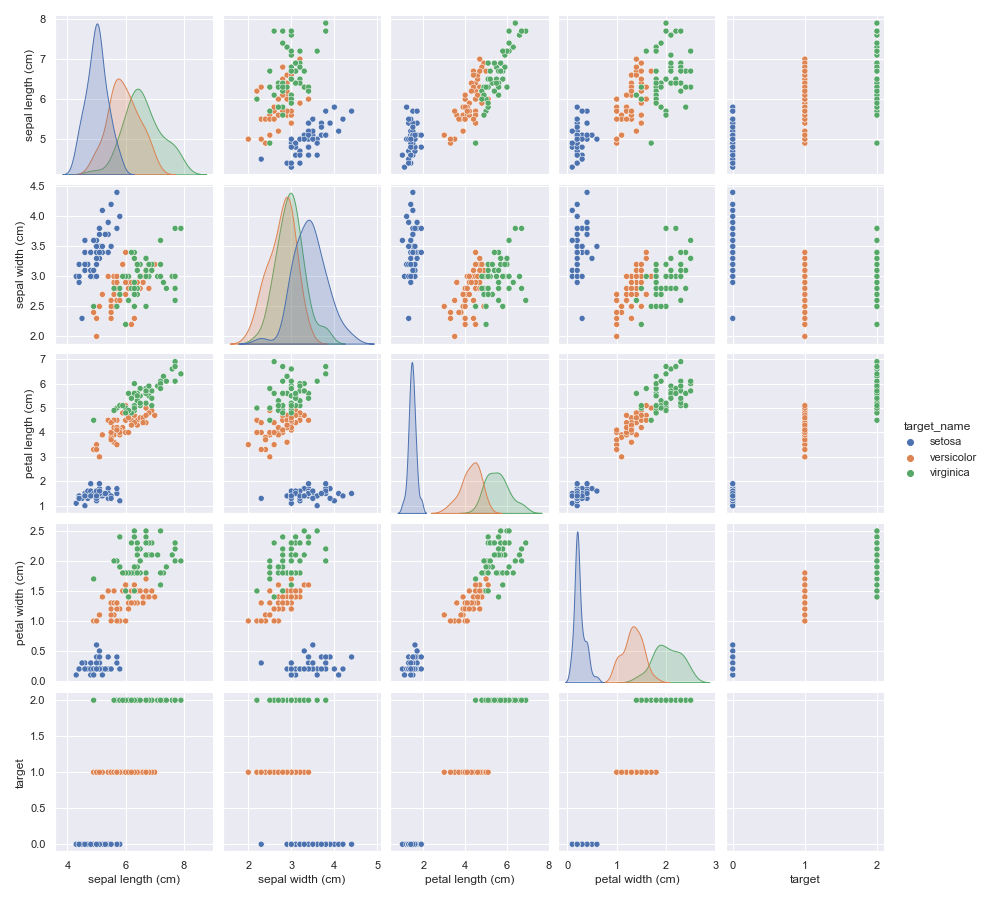 8
7
6
5
sepal length (cm)
4.5
4.0
3.5
3.0
2.5
2.0
sepal width (cm)
7
6
5
4
3
2
1
petal length (cm)
target_name
setosa
versicolor
virginica
2.5
2.0
1.5
1.0
0.5
0.0
petal width (cm)
2.0
1.5
1.0
0.5
0.0
target
4 6 8 2 3 4 5 2 4 6 8 0 1 2 3 0 1 2
sepal length (cm) sepal width (cm) petal length (cm) petal width (cm) target